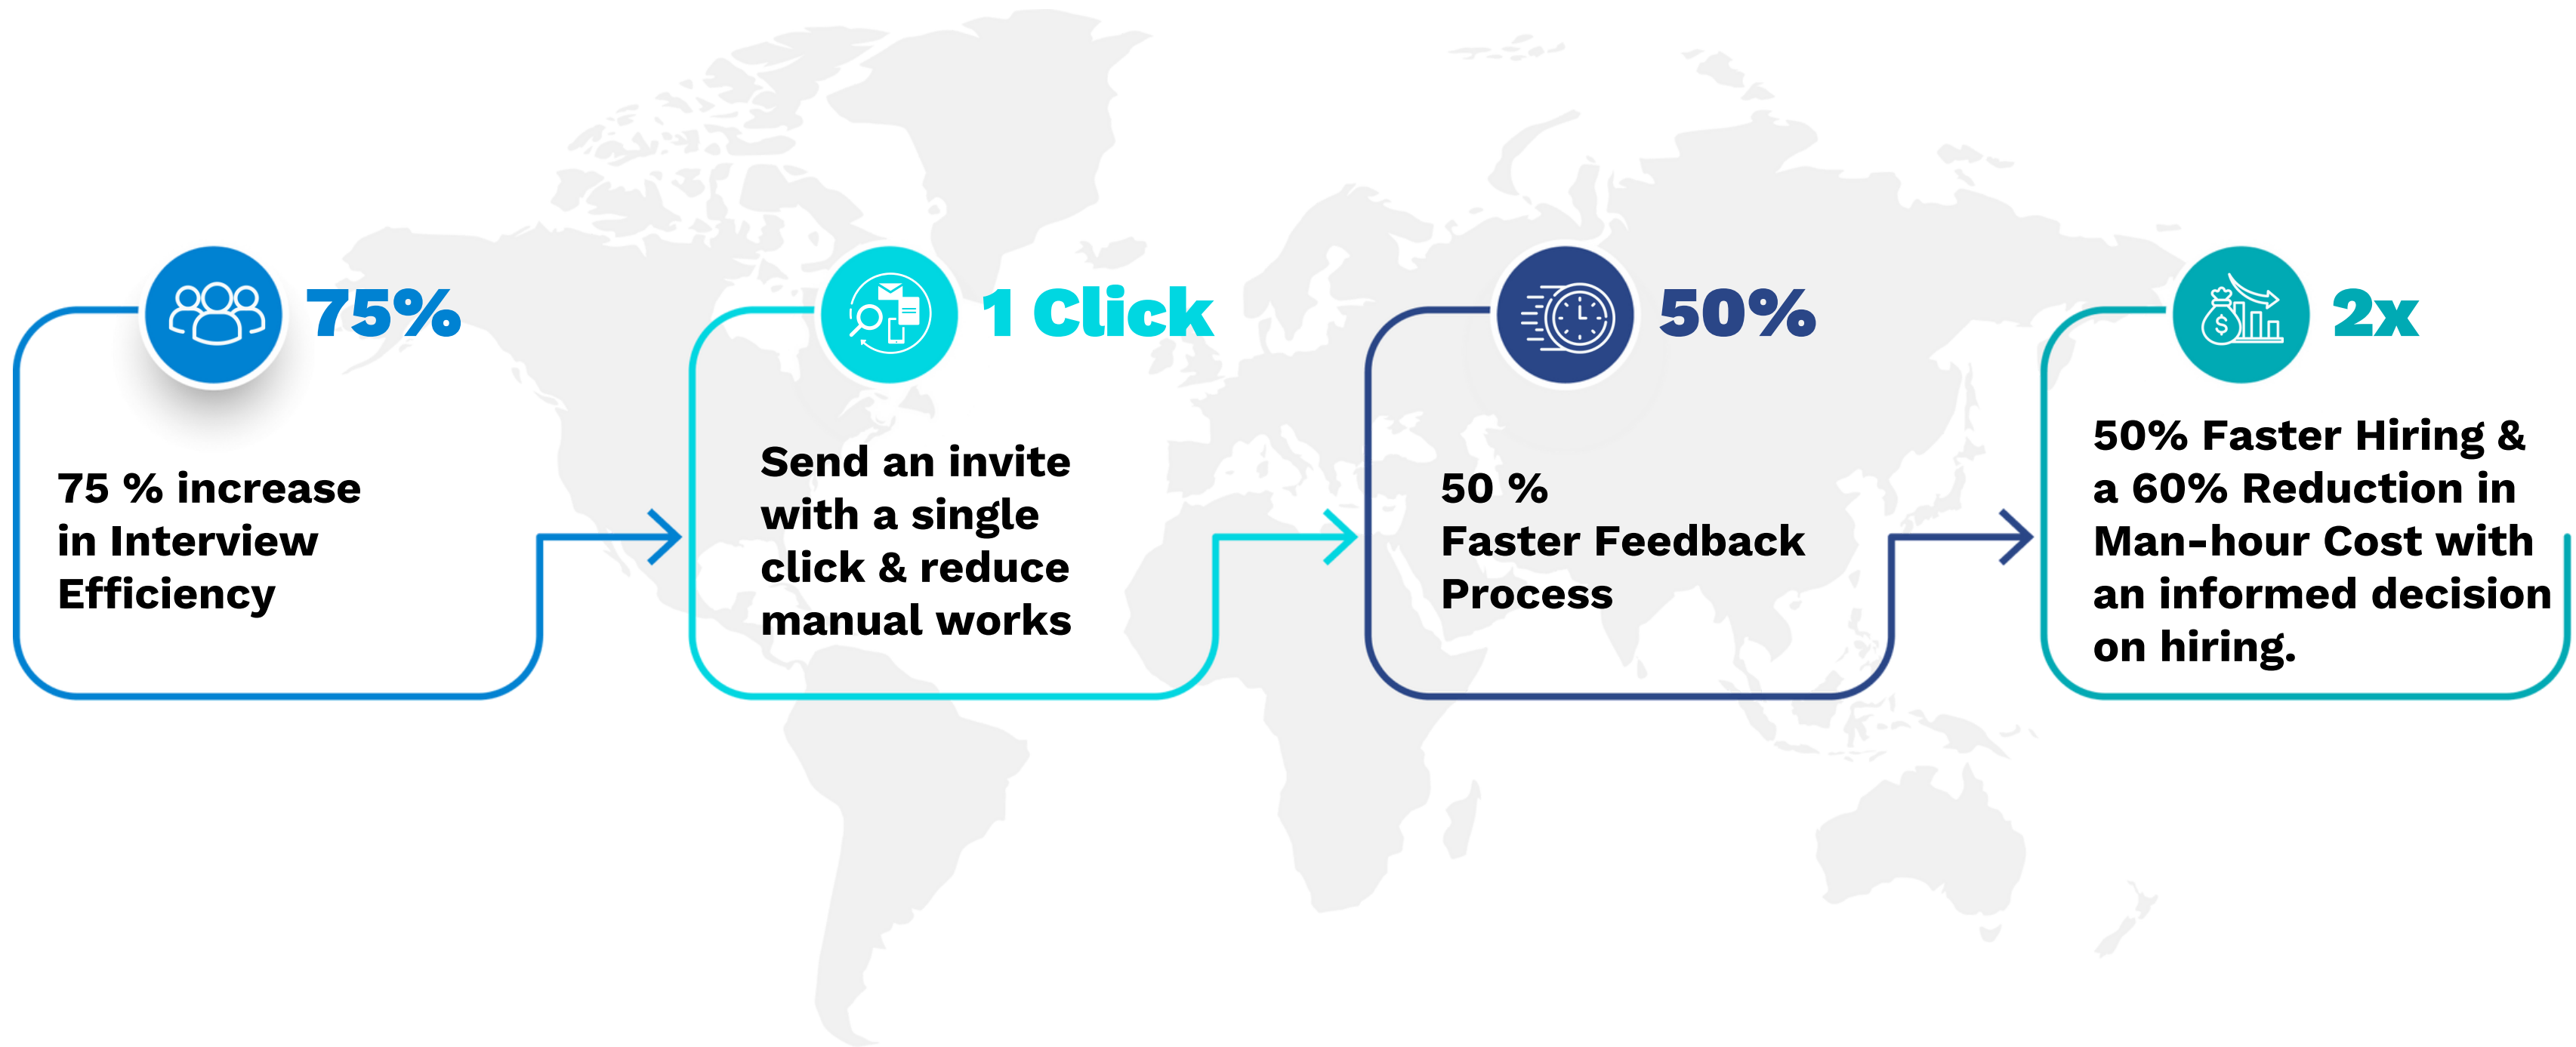 75%
75 % increase
in Interview
Efficiency
1 Click
Send an invite
with a single
click & reduce
manual works
50%
50 %
Faster Feedback
Process
2x
50% Faster Hiring &
a 60% Reduction in
Man-hour Cost with
an informed decision
on hiring.